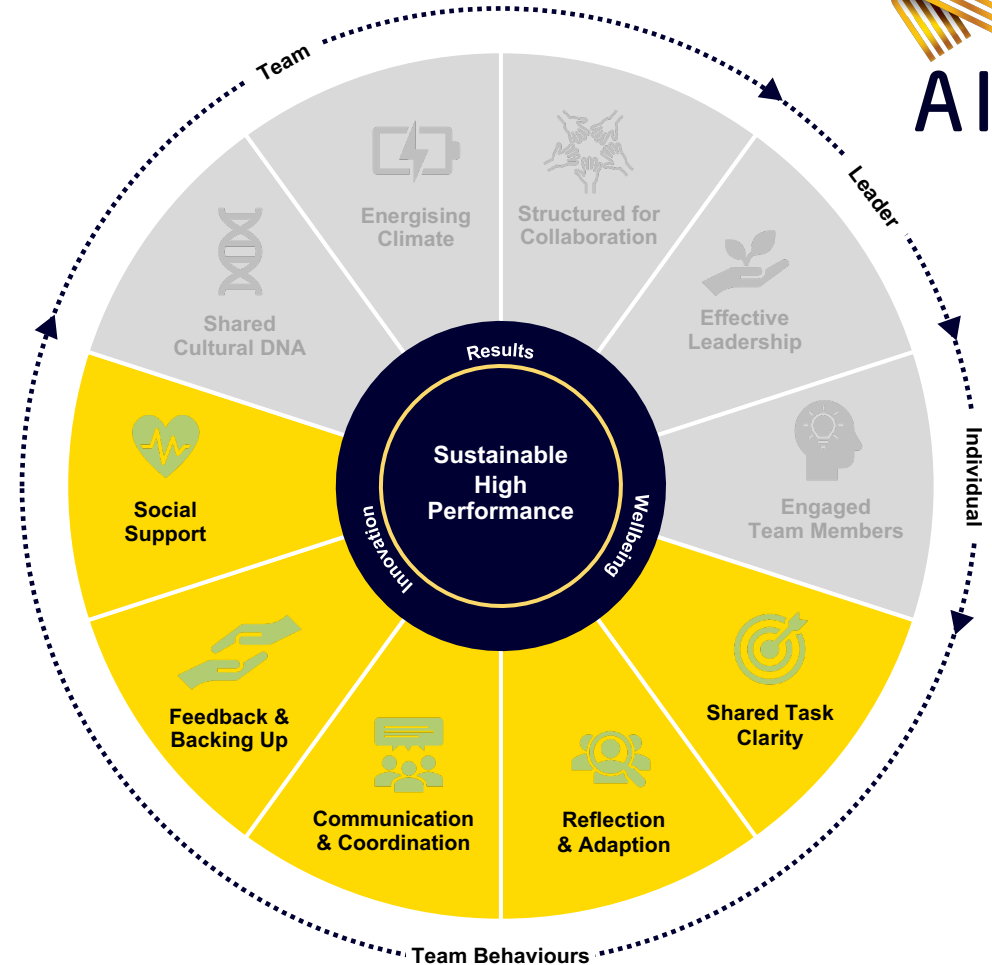 Team
AI
Leader
Energising
Climate
Structured for
Collaboration
Shared
Cultural DNA
Effective
Leadership
Results
Individual
Sustainable
High
Performance
Innovation
Wellbeing
Engaged
Team Members
Social
Support
Feedback &
Backing Up
Shared Task
Clarity
Communication
& Coordination
Reflection
& Adaption
Team Behaviours